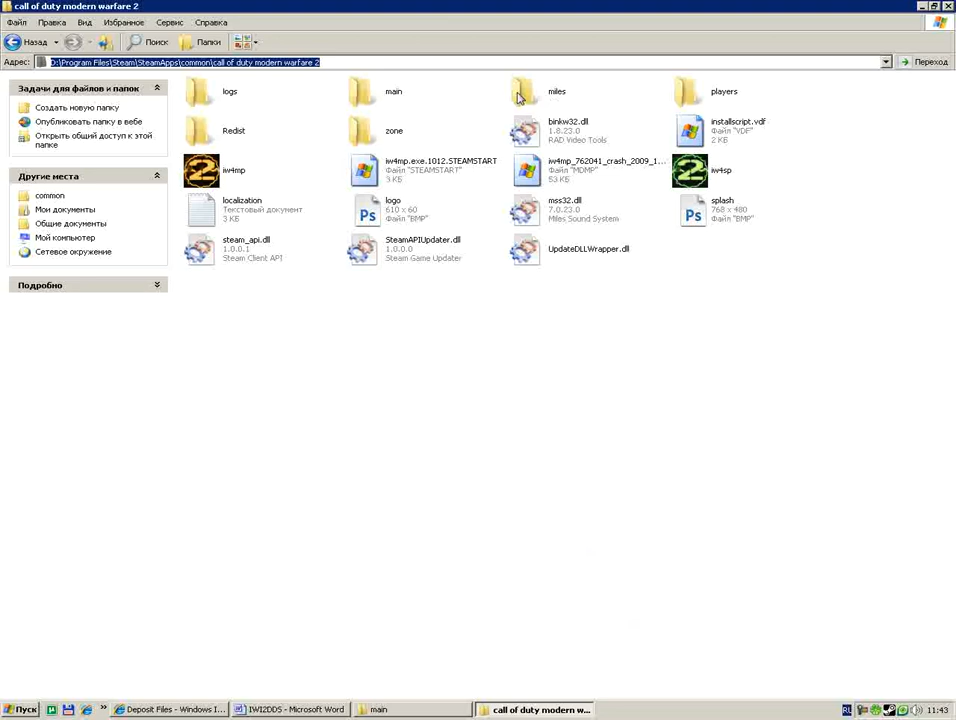 call of duty modern warfare 2
Файл Правка Вид Избранное Сервис Справка
Назад Поиск Папки
Адрес: D:\Program Files\Steam\SteamApps\common\call of duty modern warfare 2 Переход
Задачи для файлов и папок
Создать новую папку
Опубликовать папку в вебе
Открыть общий доступ к этой
папке
Другие места
common
Мои документы
Общие документы
Мой компьютер
Сетевое окружение
Подробно
logs
main
miles
players
Redist
zone
binkw32.dll
1.8.23.0
RAD Video Tools
installscript.vdf
Файл "VDF"
2 КБ
iw4mp
iw4mp.exe.1012.STEAMSTART
Файл "STEAMSTART"
3 КБ
iw4mp_762041_crash_2009_1...
Файл "MDMP"
53 КБ
iw4sp
localization
Текстовый документ
3 КБ
logo
610 x 60
Файл "BMP"
mss32.dll
7.0.23.0
Miles Sound System
splash
768 x 480
Файл "BMP"
steam_api.dll
1.0.0.1
Steam Client API
SteamAPIUpdater.dll
1.0.0.0
Steam Game Updater
UpdateDLLWrapper.dll
Ps
Ps
Пуск
Deposit Files - Windows I...
IWI2DDS - Microsoft Word
main
call of duty modern w...
RL
11:43